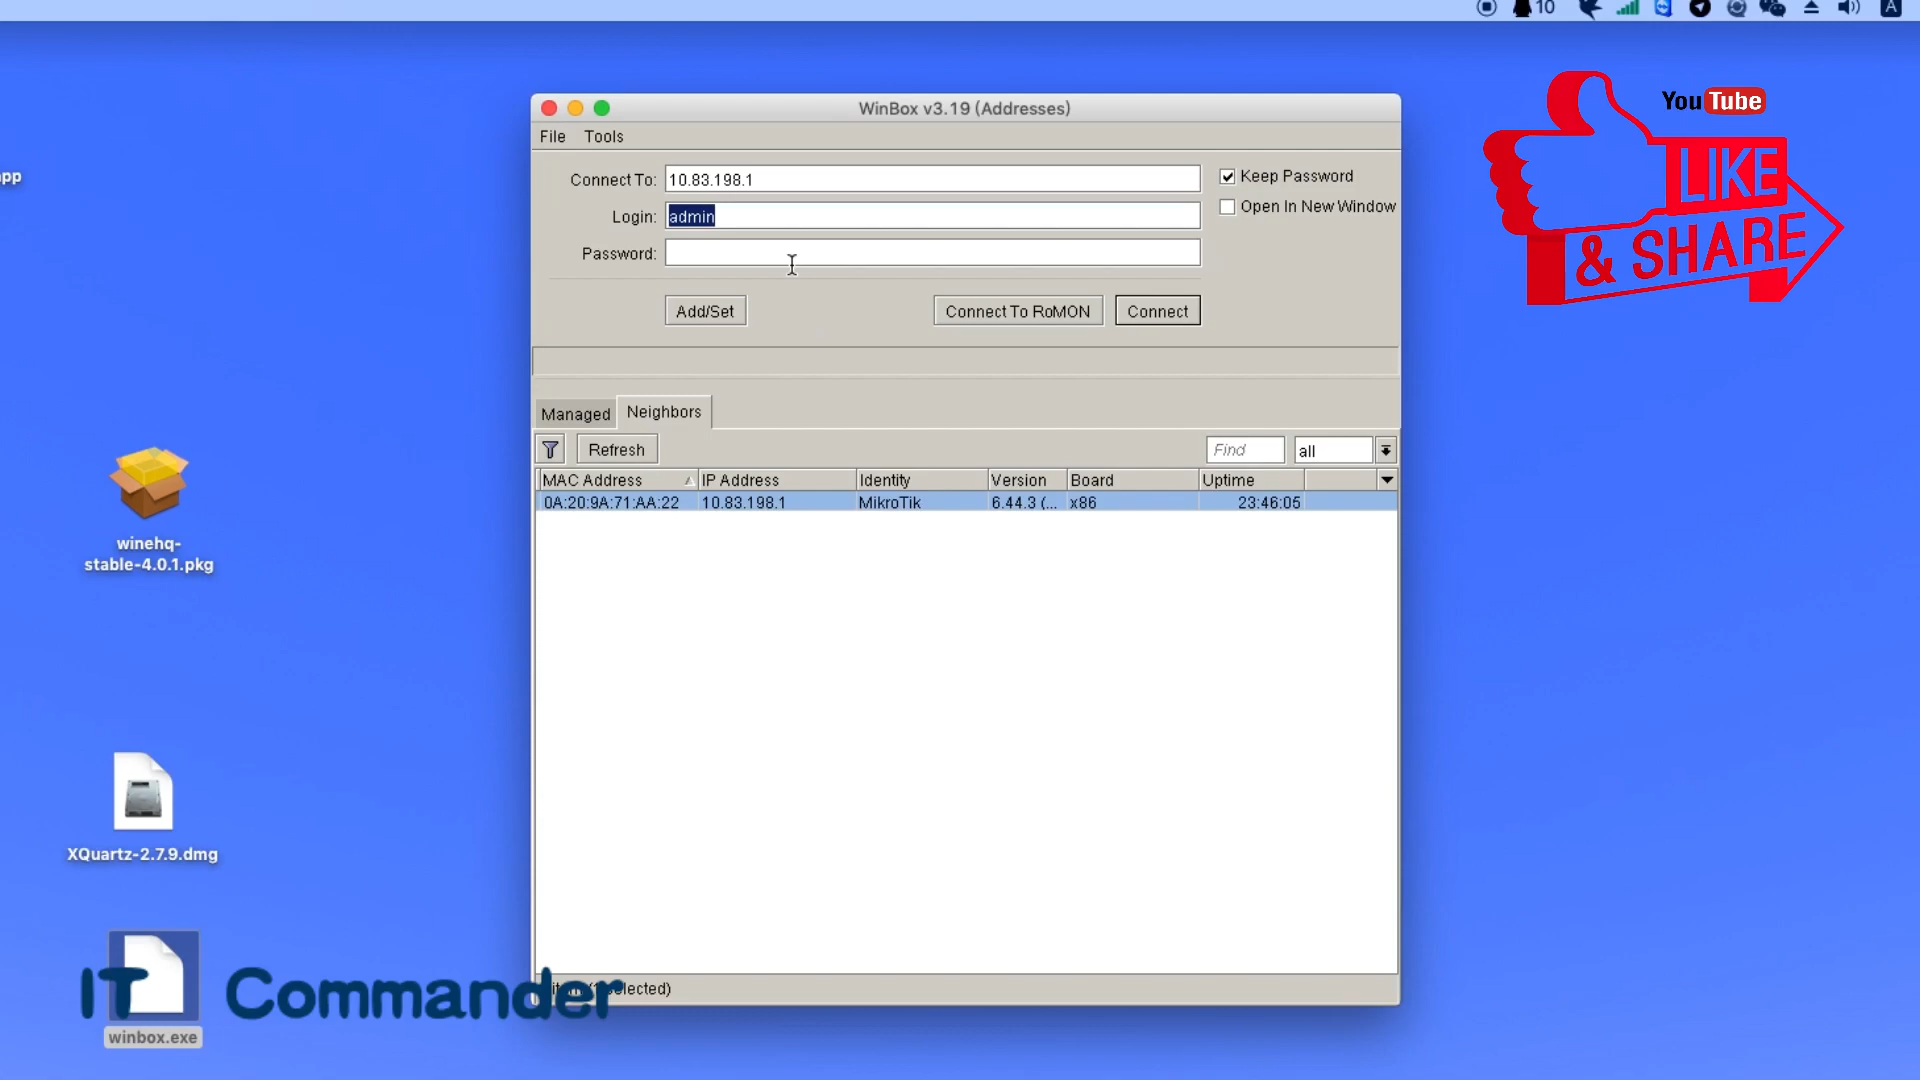 10
A
pp
WinBox v3.19 (Addresses)
File Tools
Connect To: 10.83.198.1
Keep Password
Login: admin
Open In New Window
Password:
Add/Set
Connect To RoMON
Connect
Managed
Neighbors
Refresh
Find
all
MAC Address IP Address Identity Version Board Uptime
0A:20:9A:71:AA:22 10.83.198.1 MikroTik 6.44.3 (... x86 23:46:05
YouTube
LIKE
& SHARE
winehq-
stable-4.0.1.pkg
XQuartz-2.7.9.dmg
IT Commander
winbox.exe